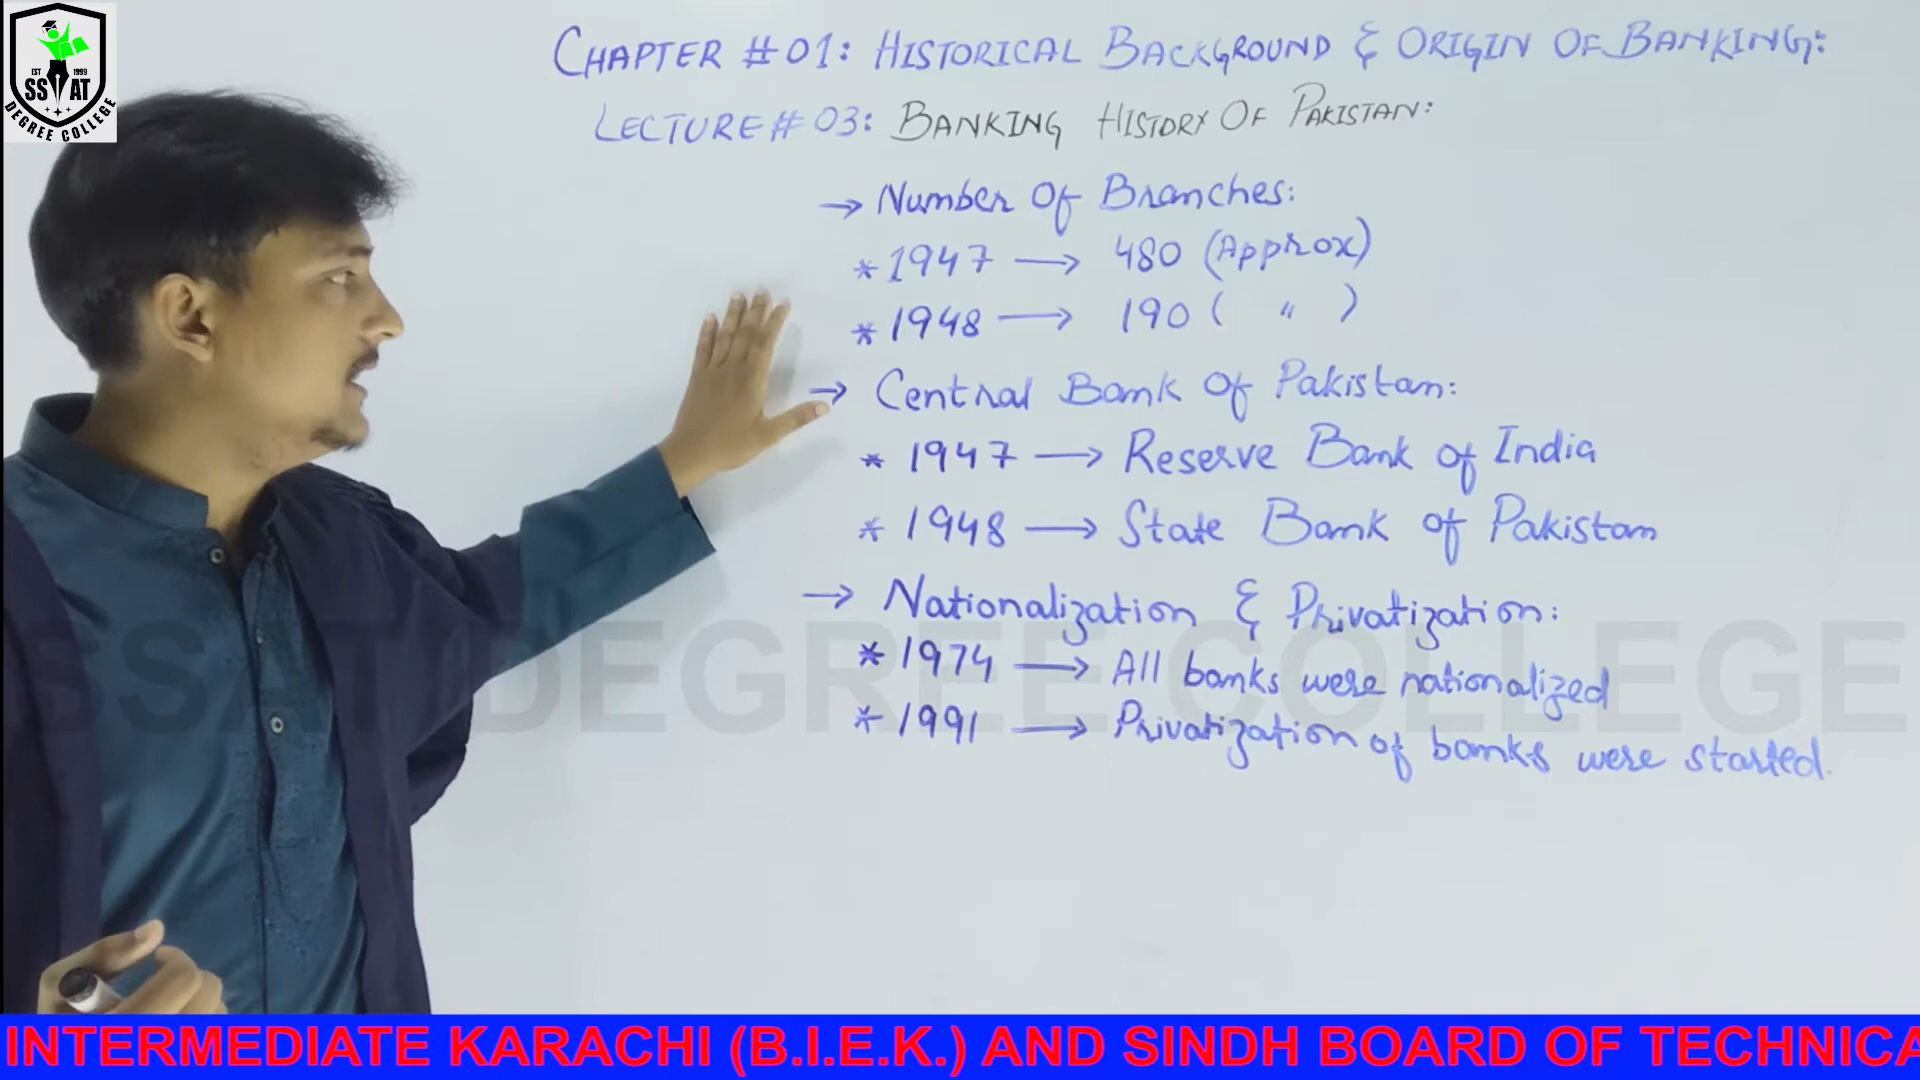 CHAPTER # 01: HISTORICAL BACKGROUND & ORIGIN OF BANKING:
LECTURE # 03: BANKING HISTORY OF PAKISTAN:
→ Number Of Branches:
* 1947 → 480 (Approx)
* 1948 → 190 ( " )
→ Central Bank Of Pakistan:
* 1947 → Reserve Bank of India
* 1948 → State Bank of Pakistan
→ Nationalization & Privatization:
* 1974 → All banks were nationalized
* 1991 → Privatization of banks were started.
EST 1999
SSAT
DEGREE COLLEGE
SSAT DEGREE COLLEGE
INTERMEDIATE KARACHI (B.I.E.K.) AND SINDH BOARD OF TECHNICA